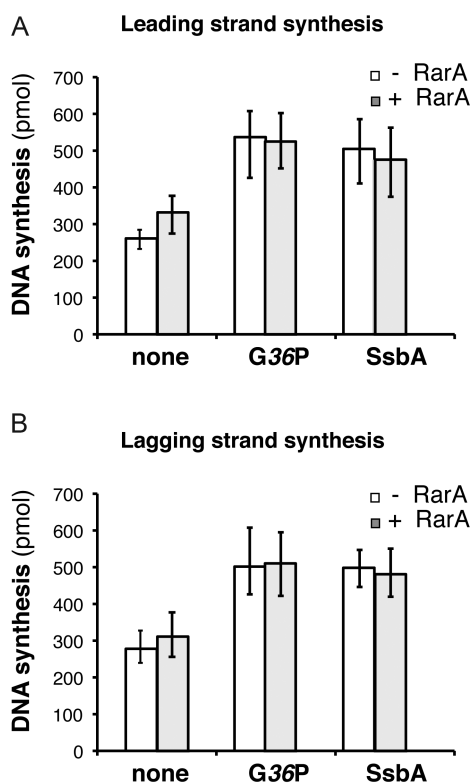 A
Leading strand synthesis
- RarA
+ RarA
DNA synthesis (pmol)
700
600
500
400
300
200
100
0
none G36P SsbA
B
Lagging strand synthesis
- RarA
+ RarA
DNA synthesis (pmol)
700
600
500
400
300
200
100
0
none G36P SsbA